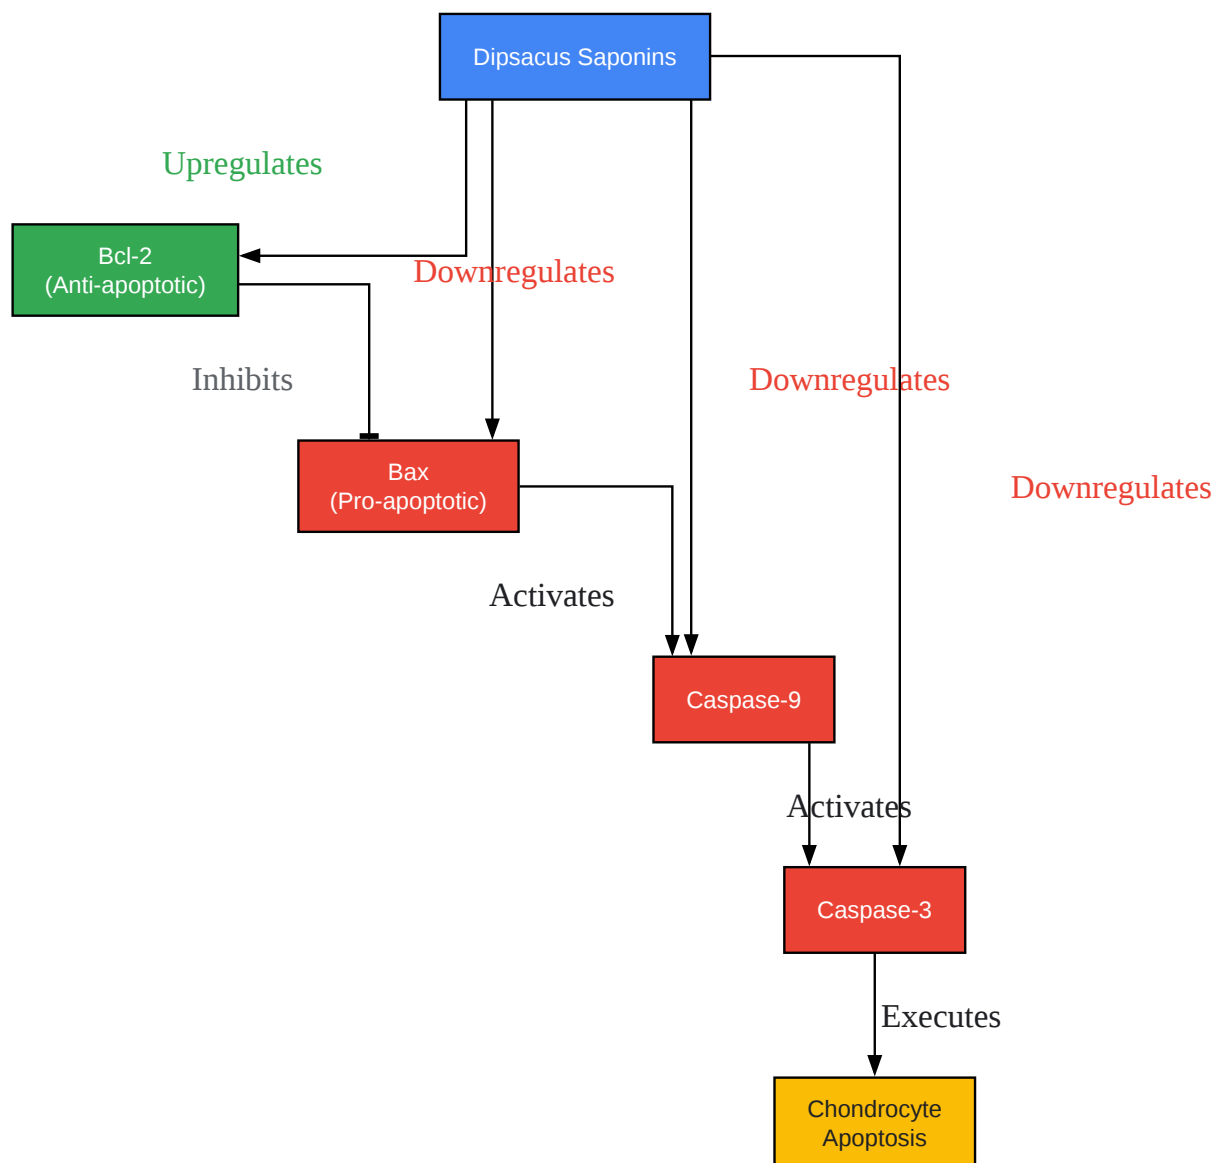 Dipsacus Saponins
Upregulates
Bcl-2
(Anti-apoptotic)
Downregulates
Inhibits
Downregulates
Bax
(Pro-apoptotic)
Downregulates
Activates
Caspase-9
Activates
Caspase-3
Executes
Chondrocyte
Apoptosis